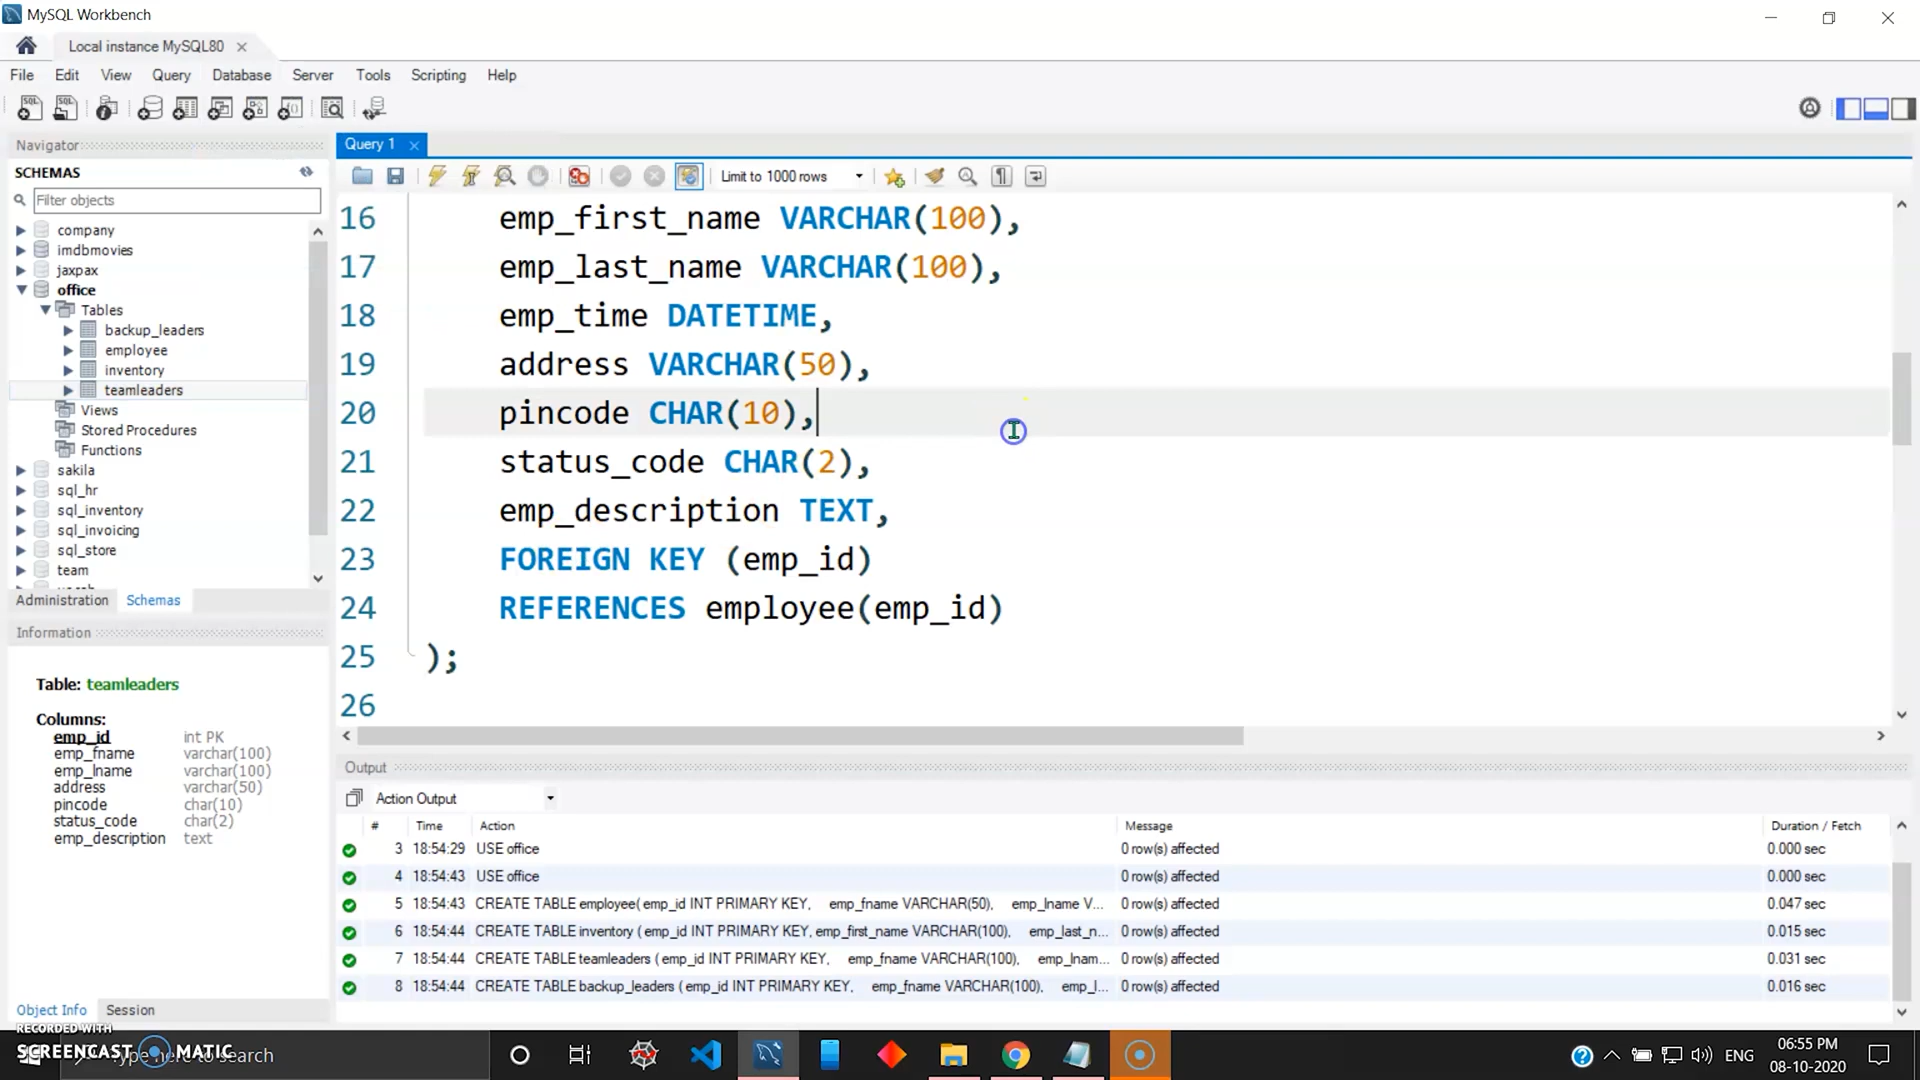 MySQL Workbench
Local instance MySQL80
File Edit View Query Database Server Tools Scripting Help
Navigator
SCHEMAS
Filter objects
company
imdbmovies
jaxpax
office
Tables
backup_leaders
employee
inventory
teamleaders
Views
Stored Procedures
Functions
sakila
sql_hr
sql_inventory
sql_invoicing
sql_store
team
Administration Schemas
Information
Table: teamleaders
Columns:
emp_id int PK
emp_fname varchar(100)
emp_lname varchar(100)
address varchar(50)
pincode char(10)
status_code char(2)
emp_description text
Object Info Session
Query 1
Limit to 1000 rows
16 emp_first_name VARCHAR(100),
17 emp_last_name VARCHAR(100),
18 emp_time DATETIME,
19 address VARCHAR(50),
20 pincode CHAR(10),
21 status_code CHAR(2),
22 emp_description TEXT,
23 FOREIGN KEY (emp_id)
24 REFERENCES employee(emp_id)
25 );
26
Output
Action Output
# Time Action Message Duration / Fetch
3 18:54:29 USE office 0 row(s) affected 0.000 sec
4 18:54:43 USE office 0 row(s) affected 0.000 sec
5 18:54:43 CREATE TABLE employee( emp_id INT PRIMARY KEY, emp_fname VARCHAR(50), emp_lname V... 0 row(s) affected 0.047 sec
6 18:54:44 CREATE TABLE inventory ( emp_id INT PRIMARY KEY, emp_first_name VARCHAR(100), emp_last_n... 0 row(s) affected 0.015 sec
7 18:54:44 CREATE TABLE teamleaders ( emp_id INT PRIMARY KEY, emp_fname VARCHAR(100), emp_lnam... 0 row(s) affected 0.031 sec
8 18:54:44 CREATE TABLE backup_leaders ( emp_id INT PRIMARY KEY, emp_fname VARCHAR(100), emp_l... 0 row(s) affected 0.016 sec
RECORDED WITH
SCREENCAST MATIC
Type here to search
ENG
06:55 PM
08-10-2020